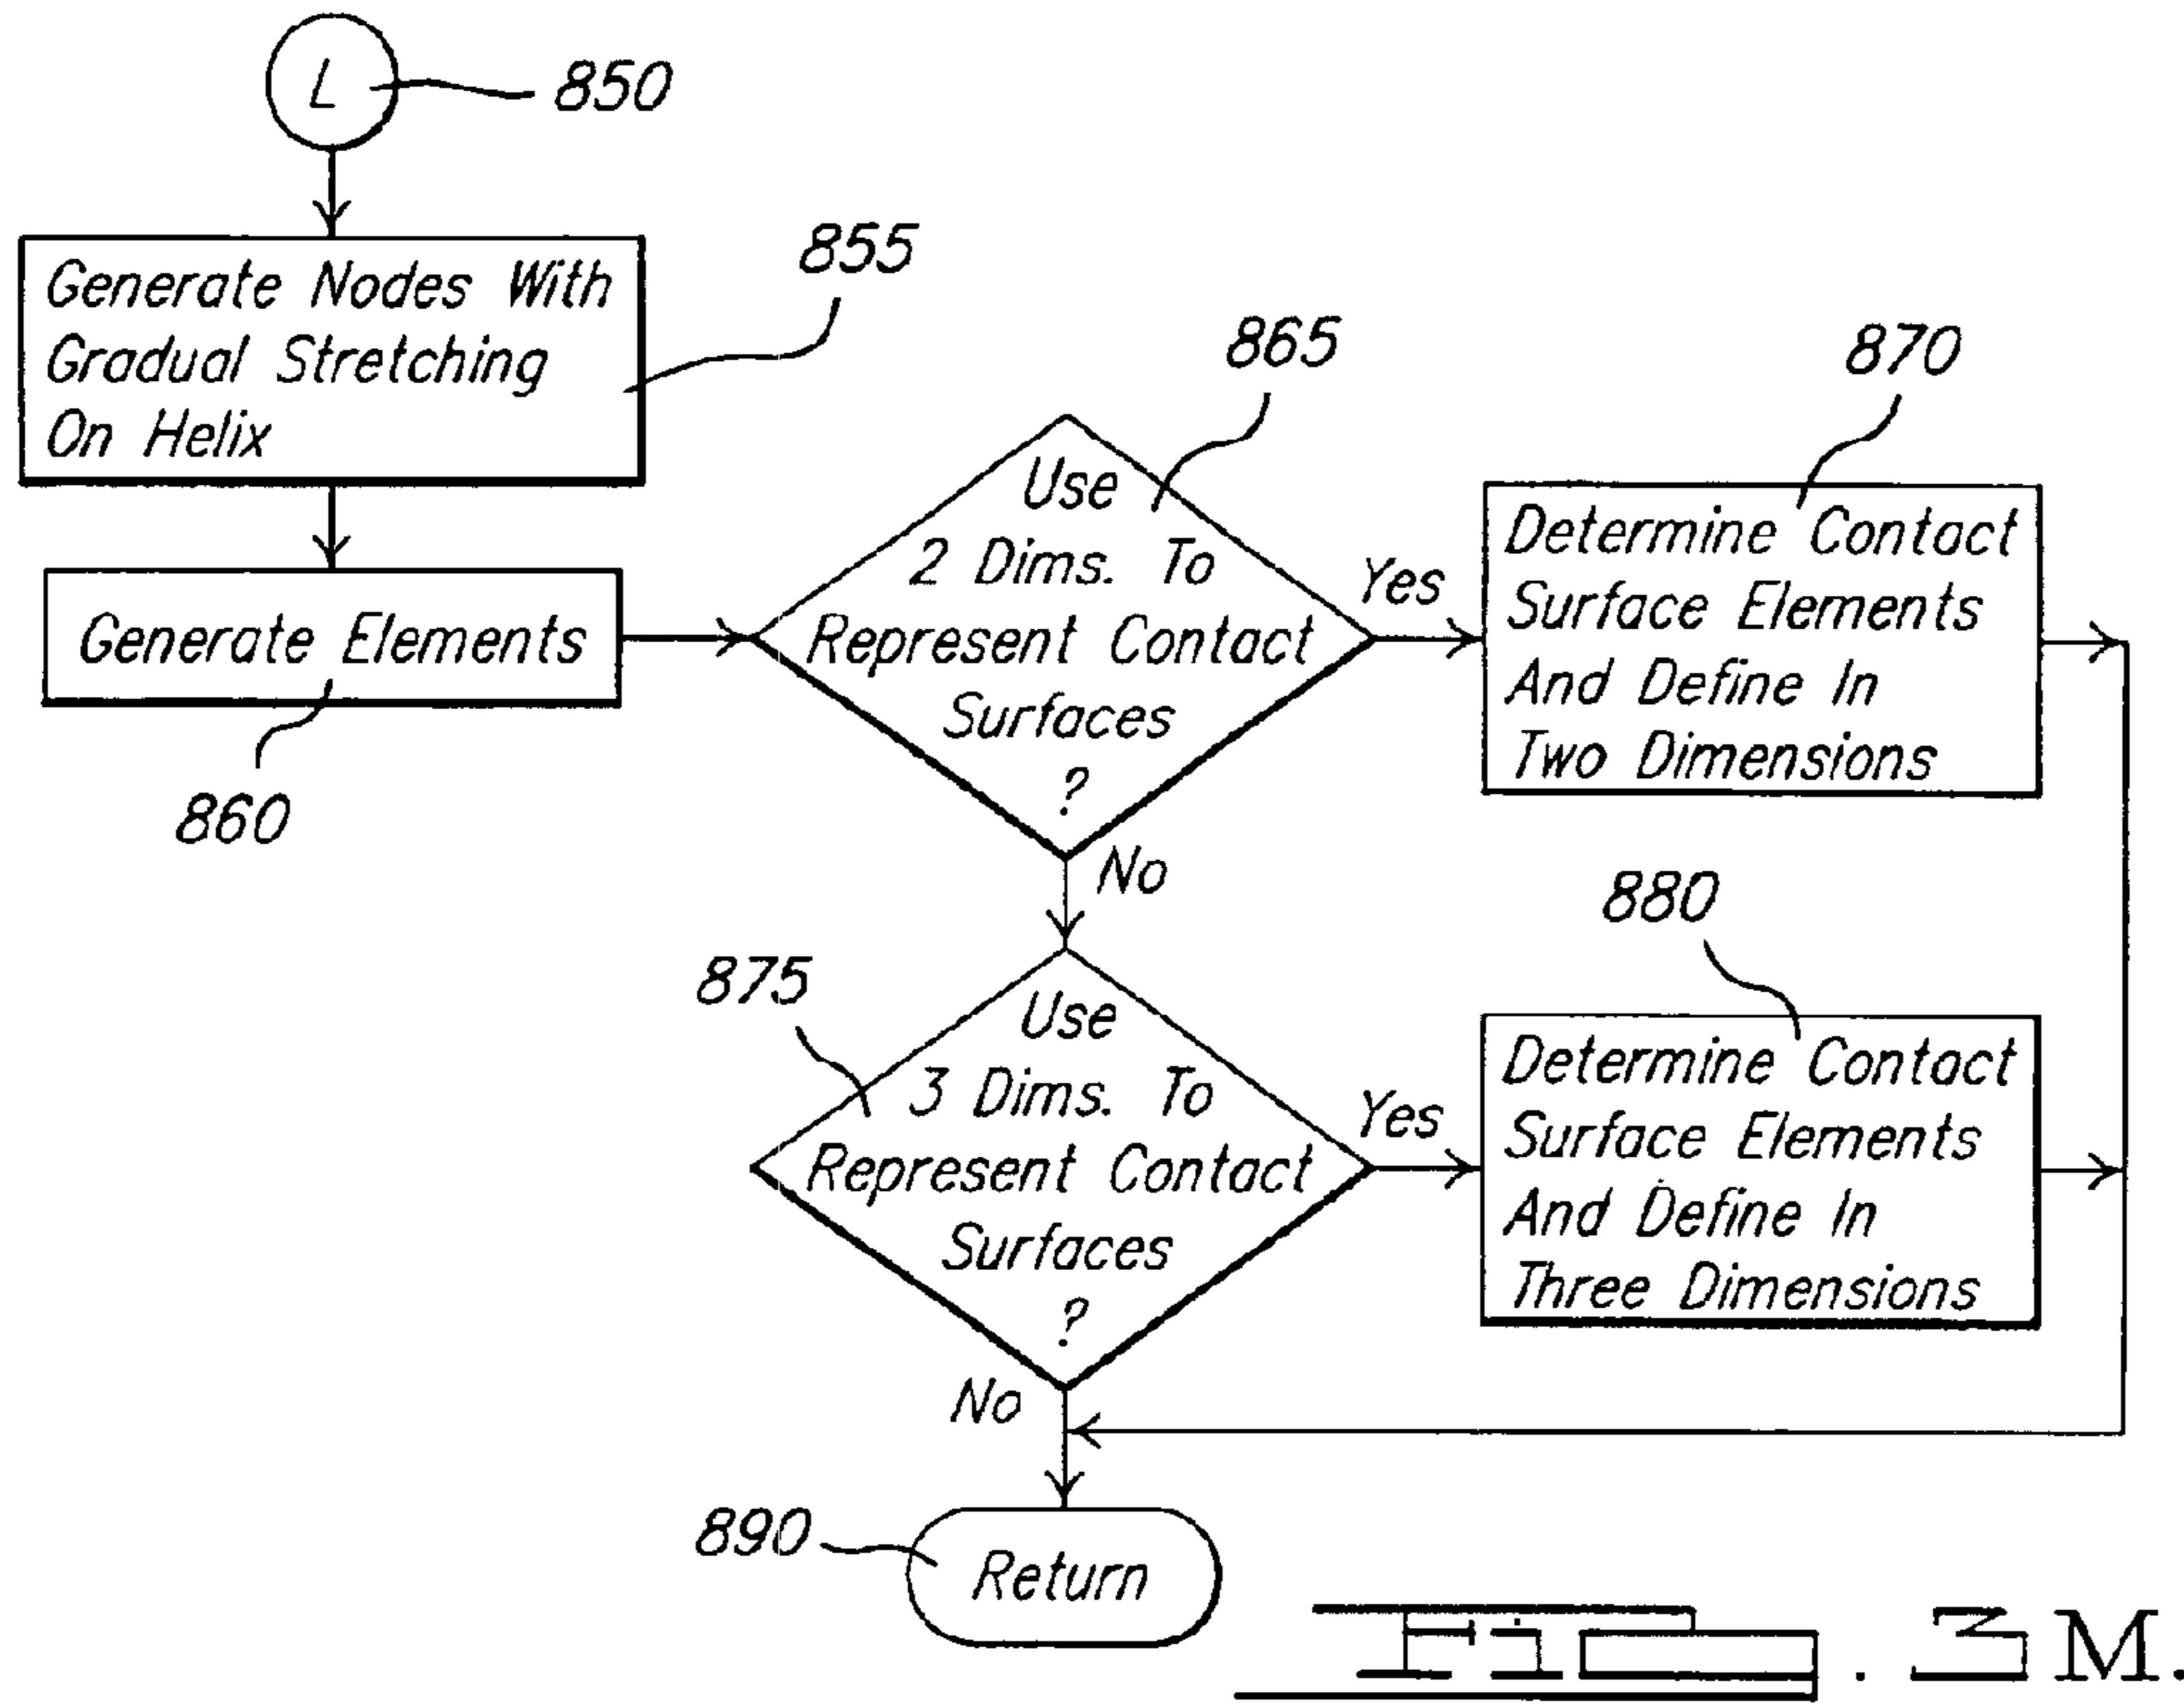 L
850
Generate Nodes With
Gradual Stretching
On Helix
855
Generate Elements
860
Use
2 Dims. To
Represent Contact
Surfaces
?
865
Yes
No
Determine Contact
Surface Elements
And Define In
Two Dimensions
870
Use
3 Dims. To
Represent Contact
Surfaces
?
875
Yes
No
Determine Contact
Surface Elements
And Define In
Three Dimensions
880
Return
890
Fig. 3M.